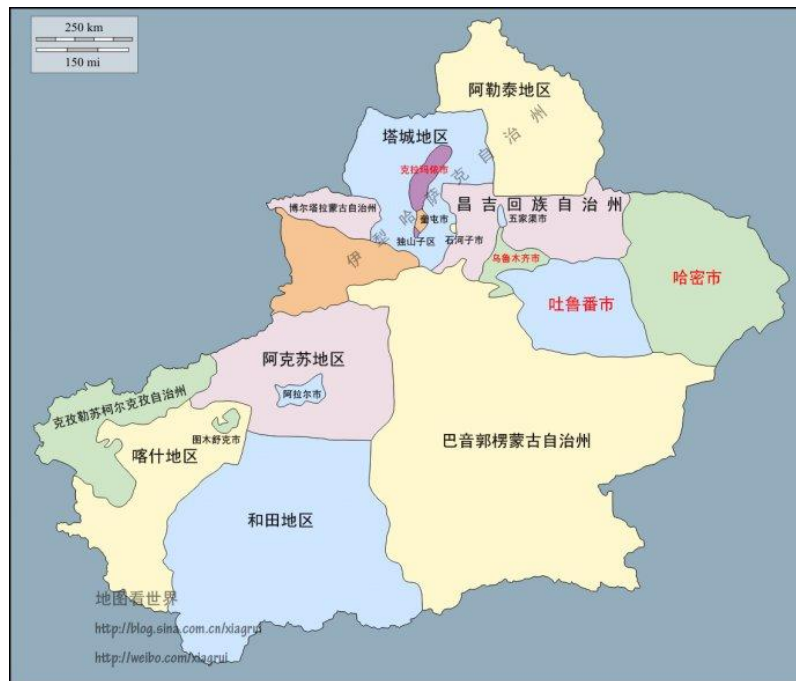 250 km
150 mi
阿勒泰地区
塔城地区
克拉玛依市
伊犁哈萨克自治州
博尔塔拉蒙古自治州
奎屯市
独山子区
石河子市
昌吉回族自治州
五家渠市
乌鲁木齐市
吐鲁番市
哈密市
阿克苏地区
阿拉尔市
克孜勒苏柯尔克孜自治州
图木舒克市
喀什地区
巴音郭楞蒙古自治州
和田地区
地图看世界
http://blog.sina.com.cn/xiagrui
http://weibo.com/xiagrui